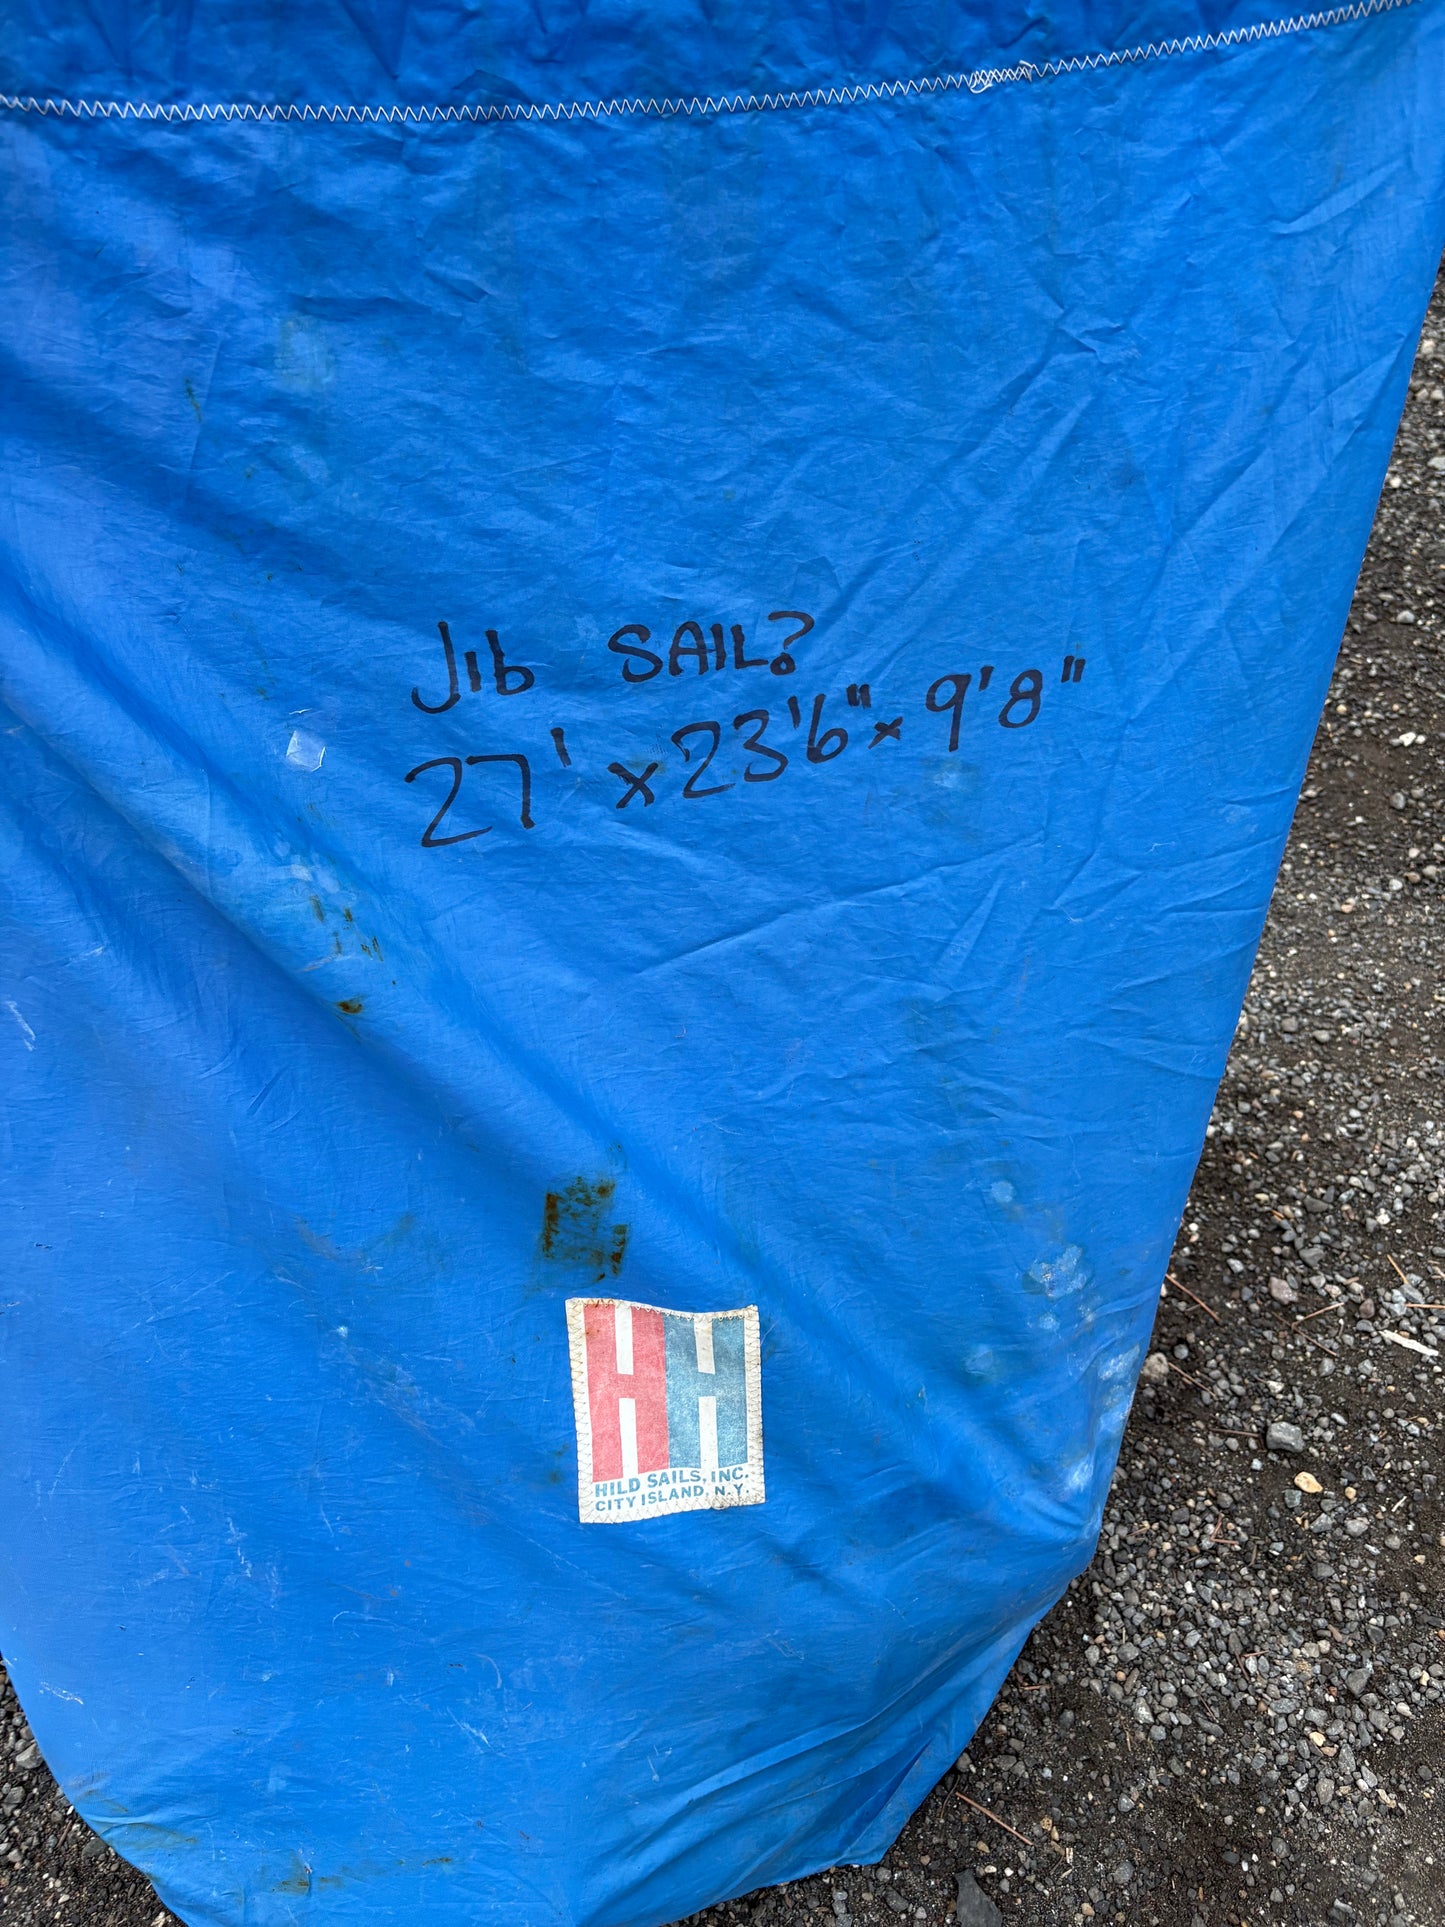 Jib SAIL?
27' x 23'6" x 9'8"
HH
HILD SAILS, INC.
CITY ISLAND, N.Y.